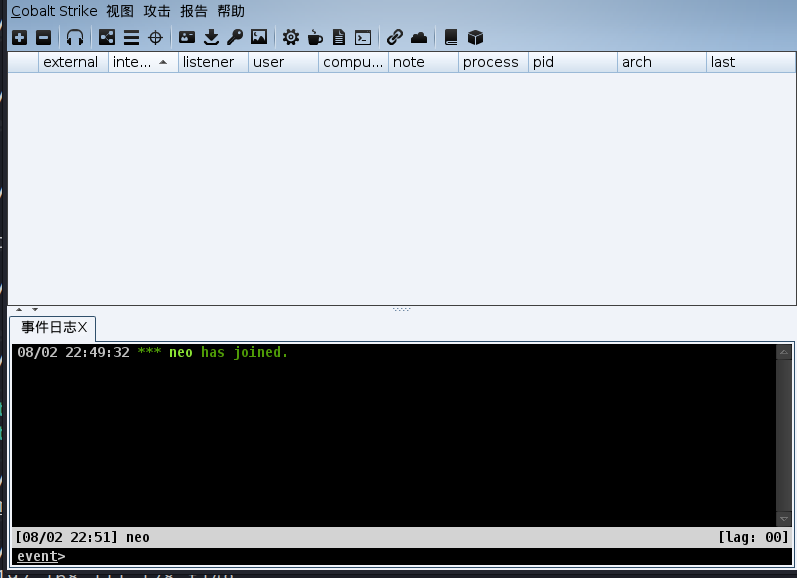 Cobalt Strike 视图 攻击 报告 帮助
external inte... listener user compu... note process pid arch last
事件日志X
08/02 22:49:32 *** neo has joined.
[08/02 22:51] neo [lag: 00]
event>